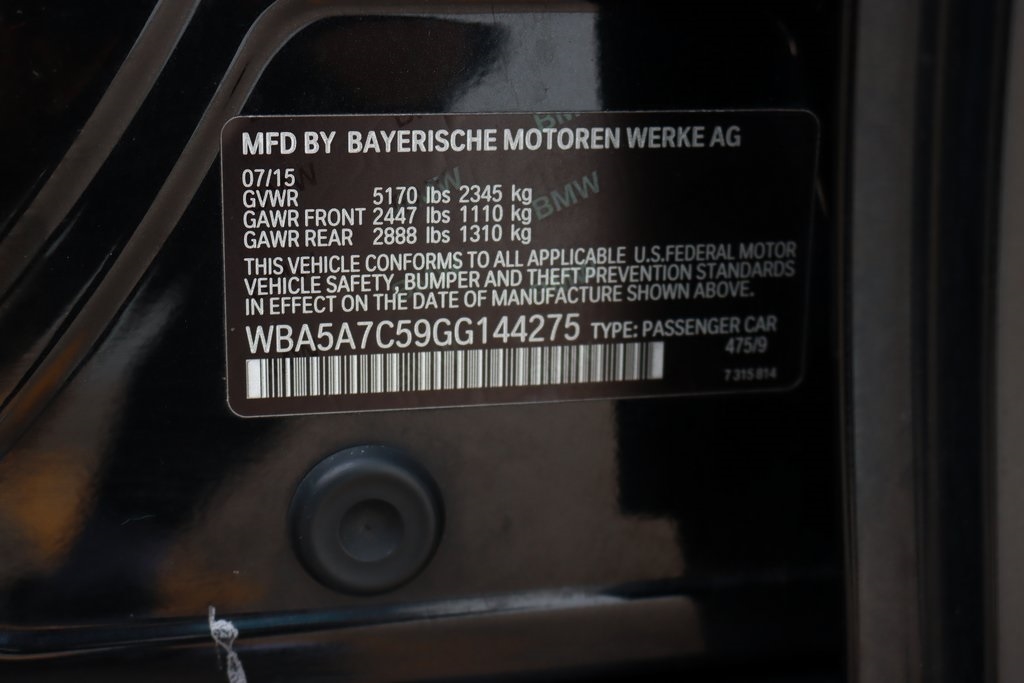 MFD BY BAYERISCHE MOTOREN WERKE AG
07/15
GVWR 5170 lbs 2345 kg
GAWR FRONT 2447 lbs 1110 kg
GAWR REAR 2888 lbs 1310 kg
THIS VEHICLE CONFORMS TO ALL APPLICABLE U.S.FEDERAL MOTOR
VEHICLE SAFETY, BUMPER AND THEFT PREVENTION STANDARDS
IN EFFECT ON THE DATE OF MANUFACTURE SHOWN ABOVE.
WBA5A7C59GG144275 TYPE: PASSENGER CAR
475/9
7 315 814
BMW